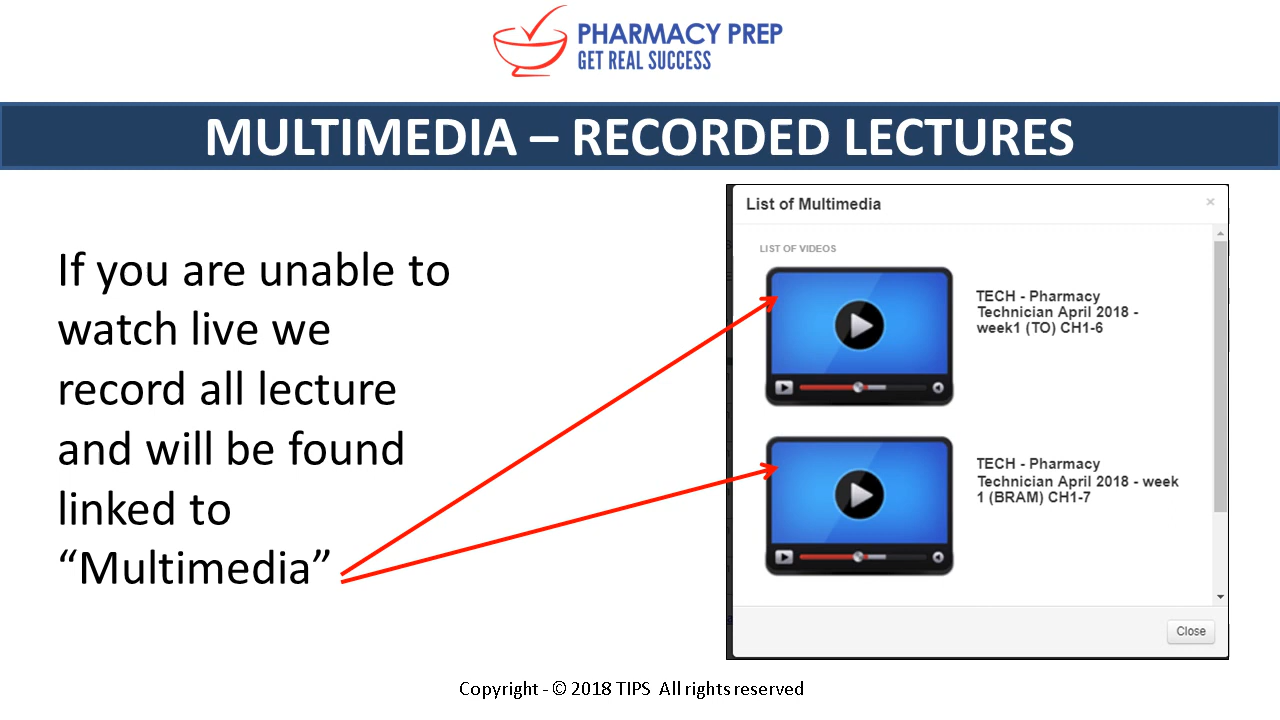 PHARMACY PREP
GET REAL SUCCESS
MULTIMEDIA – RECORDED LECTURES
If you are unable to
watch live we
record all lecture
and will be found
linked to
“Multimedia”
List of Multimedia
×
LIST OF VIDEOS
TECH - Pharmacy
Technician April 2018 -
week1 (TO) CH1-6
TECH - Pharmacy
Technician April 2018 - week
1 (BRAM) CH1-7
Close
Copyright - © 2018 TIPS All rights reserved